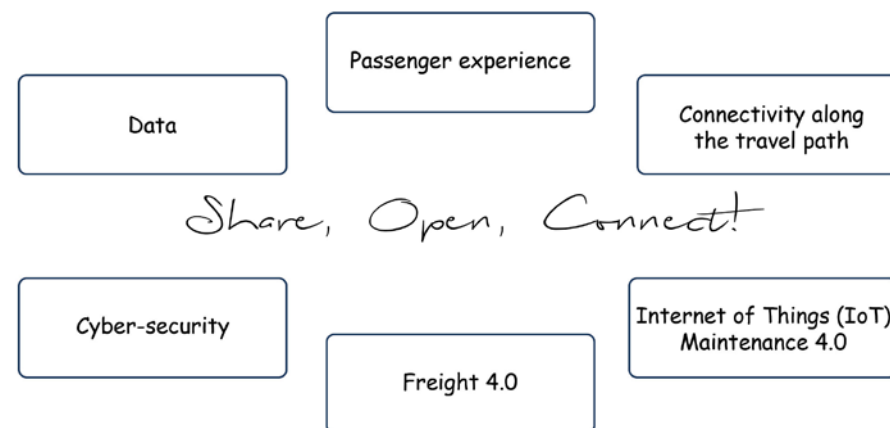 Passenger experience
Data
Connectivity along
the travel path
Share, Open, Connect!
Cyber-security
Internet of Things (IoT)
Maintenance 4.0
Freight 4.0